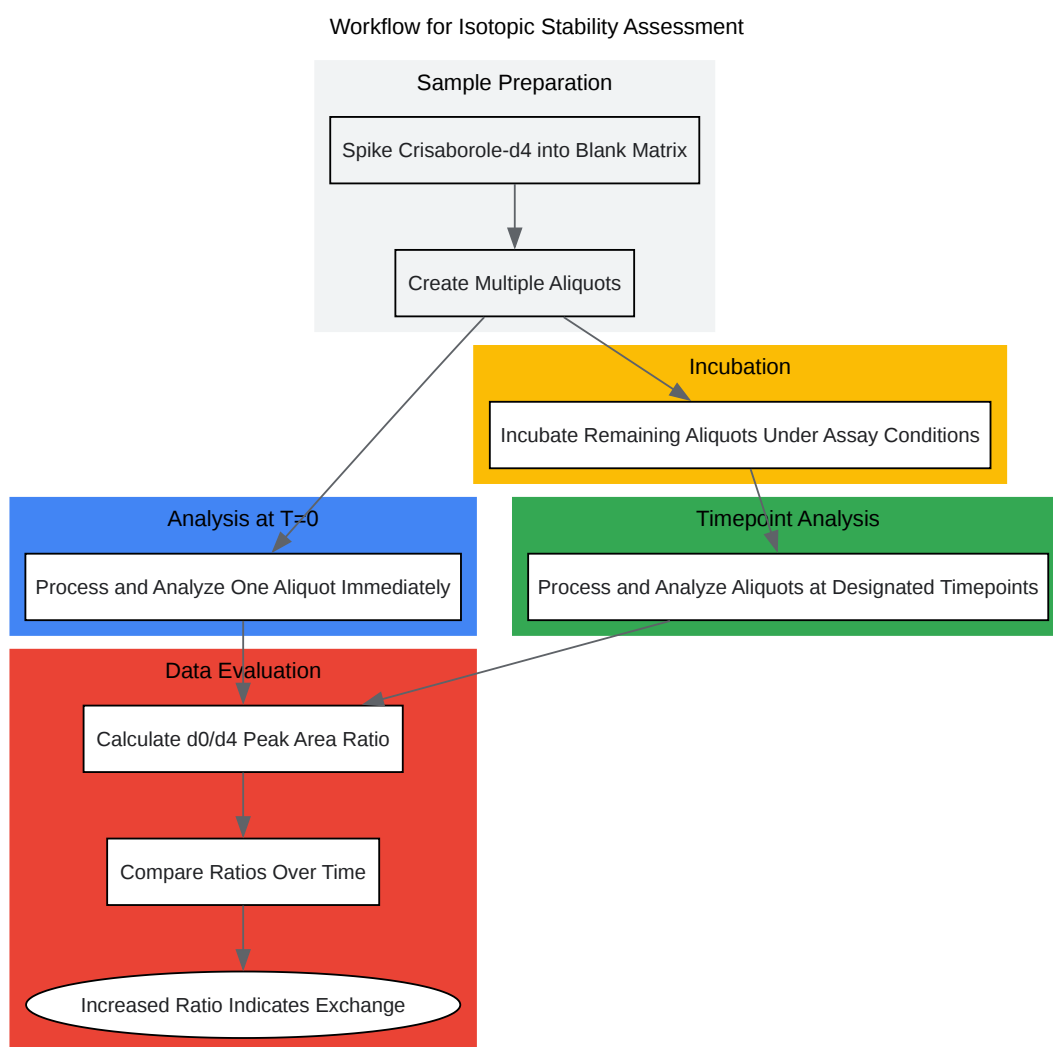 Workflow for Isotopic Stability Assessment
Sample Preparation
Spike Crisaborole-d4 into Blank Matrix
Create Multiple Aliquots
Incubation
Incubate Remaining Aliquots Under Assay Conditions
Analysis at T=0
Process and Analyze One Aliquot Immediately
Timepoint Analysis
Process and Analyze Aliquots at Designated Timepoints
Data Evaluation
Calculate d0/d4 Peak Area Ratio
Compare Ratios Over Time
Increased Ratio Indicates Exchange